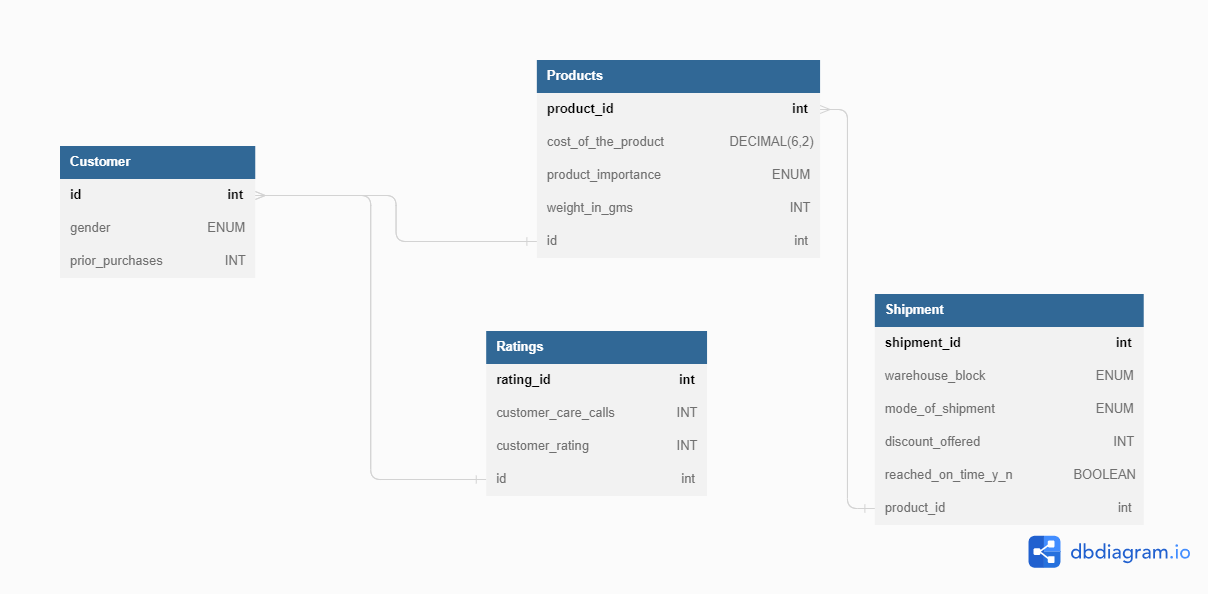 Products
product_id int
cost_of_the_product DECIMAL(6,2)
product_importance ENUM
weight_in_gms INT
id int
Customer
id int
gender ENUM
prior_purchases INT
Ratings
rating_id int
customer_care_calls INT
customer_rating INT
id int
Shipment
shipment_id int
warehouse_block ENUM
mode_of_shipment ENUM
discount_offered INT
reached_on_time_y_n BOOLEAN
product_id int
dbdiagram.io